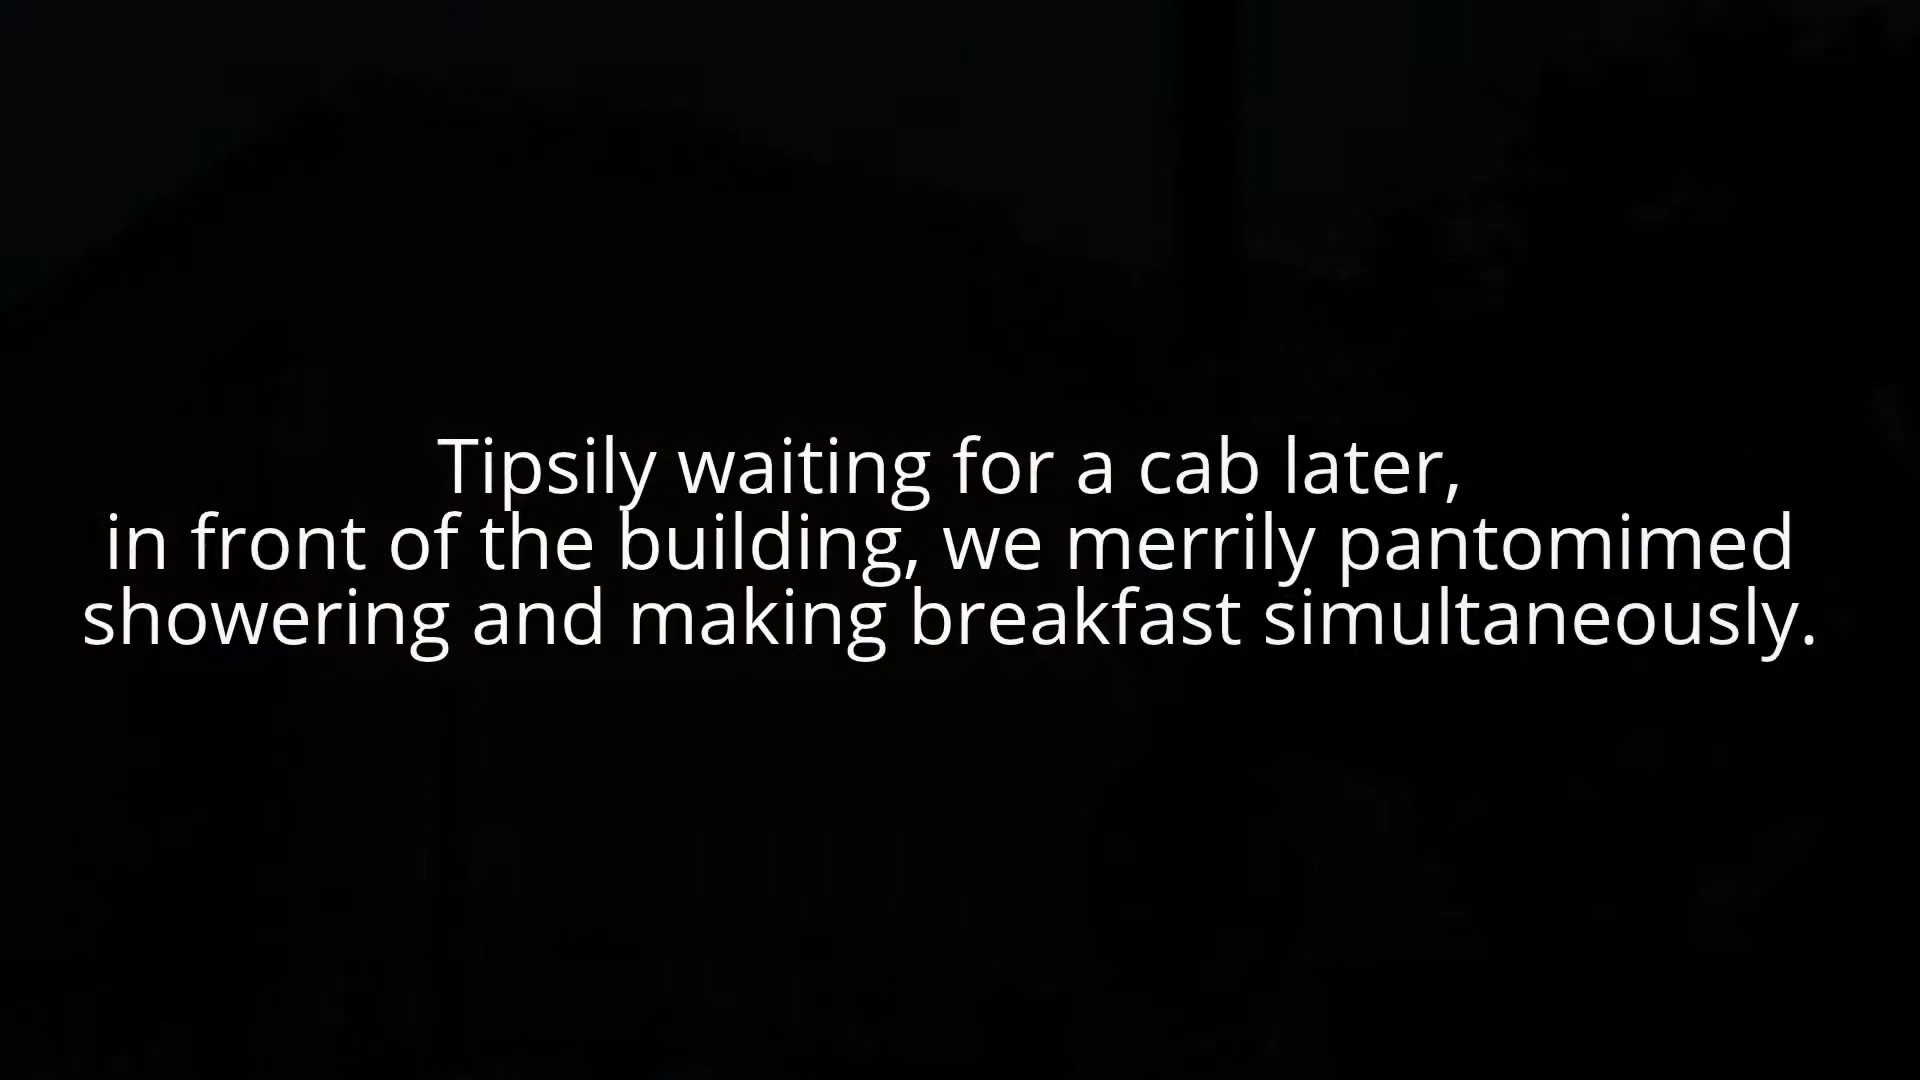 Tipsily waiting for a cab later,
in front of the building, we merrily pantomimed
showering and making breakfast simultaneously.